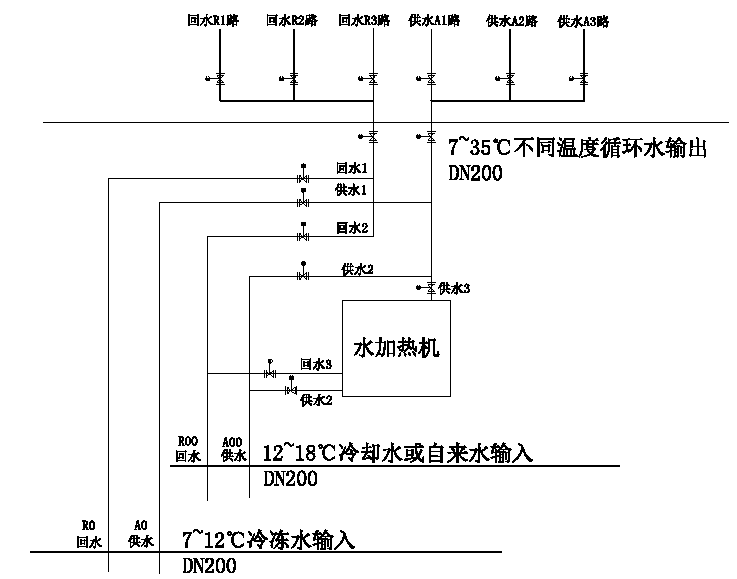 回水R1路 回水R2路 回水R3路 供水A1路 供水A2路 供水A3路
7~35℃不同温度循环水输出
DN200
回水1
供水1
回水2
供水2
供水3
水加热机
回水3
供水2
R00 A00
回水 供水
12~18℃冷却水或自来水输入
DN200
R0 A0
回水 供水
7~12℃冷冻水输入
DN200